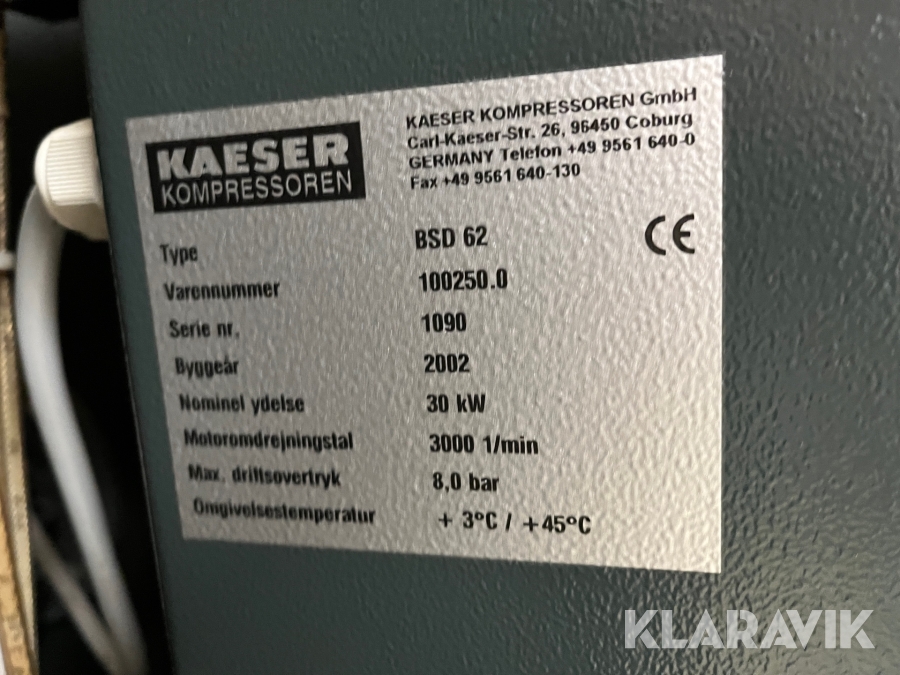 KAESER
KOMPRESSOREN
KAESER KOMPRESSOREN GmbH
Carl-Kaeser-Str. 26, 96450 Coburg
GERMANY Telefon +49 9561 640-0
Fax +49 9561 640-130
CE
Type BSD 62
Varennummer 100250.0
Serie nr. 1090
Byggeår 2002
Nominel ydelse 30 kW
Motoromdrejningstal 3000 1/min
Max. driftsovertryk 8,0 bar
Omgivelsestemperatur + 3°C / +45°C
KLARAVIK